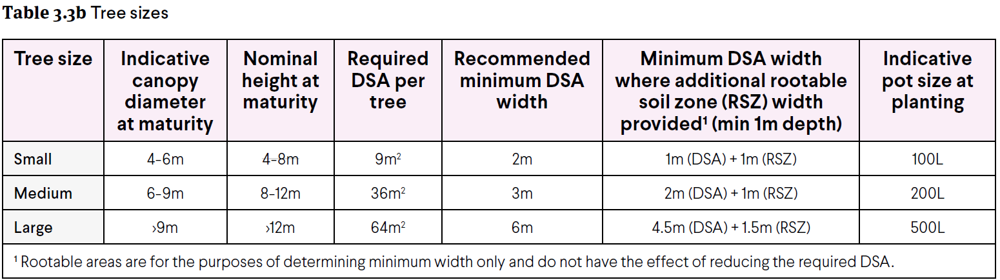 Table 3.3b Tree sizes
Tree size
Indicative
canopy
diameter
at maturity
Nominal
height at
maturity
Required
DSA per
tree
Recommended
minimum DSA
width
Minimum DSA width
where additional rootable
soil zone (RSZ) width
provided¹ (min 1m depth)
Indicative
pot size at
planting
Small 4-6m 4–8m 9m² 2m 1m (DSA) + 1m (RSZ) 100L
Medium 6-9m 8-12m 36m² 3m 2m (DSA) + 1m (RSZ) 200L
Large ›9m ›12m 64m² 6m 4.5m (DSA) + 1.5m (RSZ) 500L
¹ Rootable areas are for the purposes of determining minimum width only and do not have the effect of reducing the required DSA.